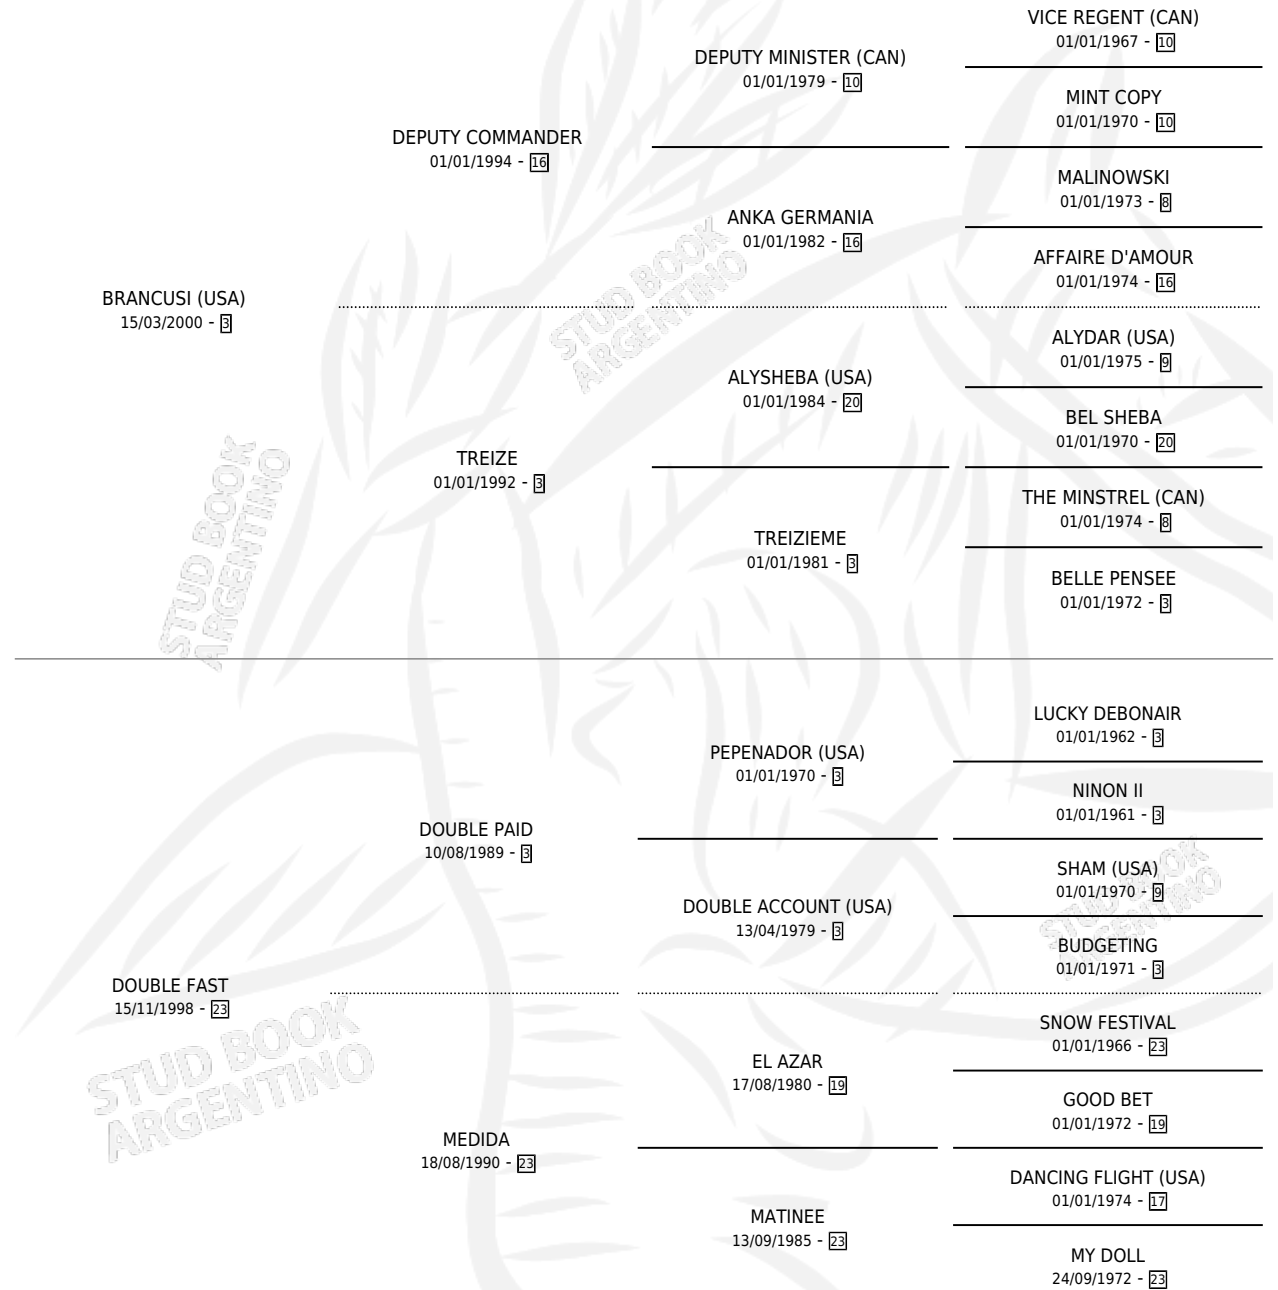 VICE REGENT (CAN)
01/01/1967 - 10
DEPUTY MINISTER (CAN)
01/01/1979 - 10
MINT COPY
01/01/1970 - 10
DEPUTY COMMANDER
01/01/1994 - 16
MALINOWSKI
01/01/1973 - 8
ANKA GERMANIA
01/01/1982 - 16
AFFAIRE D'AMOUR
01/01/1974 - 16
BRANCUSI (USA)
15/03/2000 - 3
ALYDAR (USA)
01/01/1975 - 9
ALYSHEBA (USA)
01/01/1984 - 20
BEL SHEBA
01/01/1970 - 20
TREIZE
01/01/1992 - 3
THE MINSTREL (CAN)
01/01/1974 - 8
TREIZIEME
01/01/1981 - 3
BELLE PENSEE
01/01/1972 - 3
LUCKY DEBONAIR
01/01/1962 - 3
PEPENADOR (USA)
01/01/1970 - 3
NINON II
01/01/1961 - 3
DOUBLE PAID
10/08/1989 - 3
SHAM (USA)
01/01/1970 - 9
DOUBLE ACCOUNT (USA)
13/04/1979 - 3
BUDGETING
01/01/1971 - 3
DOUBLE FAST
15/11/1998 - 23
SNOW FESTIVAL
01/01/1966 - 23
EL AZAR
17/08/1980 - 19
GOOD BET
01/01/1972 - 19
MEDIDA
18/08/1990 - 23
DANCING FLIGHT (USA)
01/01/1974 - 17
MATINEE
13/09/1985 - 23
MY DOLL
24/09/1972 - 23
STUD BOOK
ARGENTINO
STUD BOOK
ARGENTINO
STUD BOOK
ARGENTINO
STUD BOOK
ARGENTINO